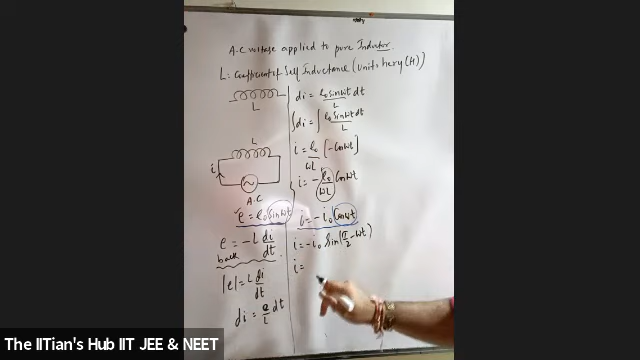 A.C voltage applied to pure Inductor.
L: Coefficient of Self Inductance (Units henry (H))
L
L
i
A.C
e = e₀ sinωt
e = -L di/dt
back
|e| = L di/dt
di = e/L dt
di = e₀ sinωt/L dt
∫di = ∫ e₀ sinωt/L dt
i = e₀/ωL [-cosωt]
i = - e₀/ωL cosωt
i = - i₀ cosωt
i = - i₀ sin(π/2 - ωt)
i =
The IITian's Hub IIT JEE & NEET